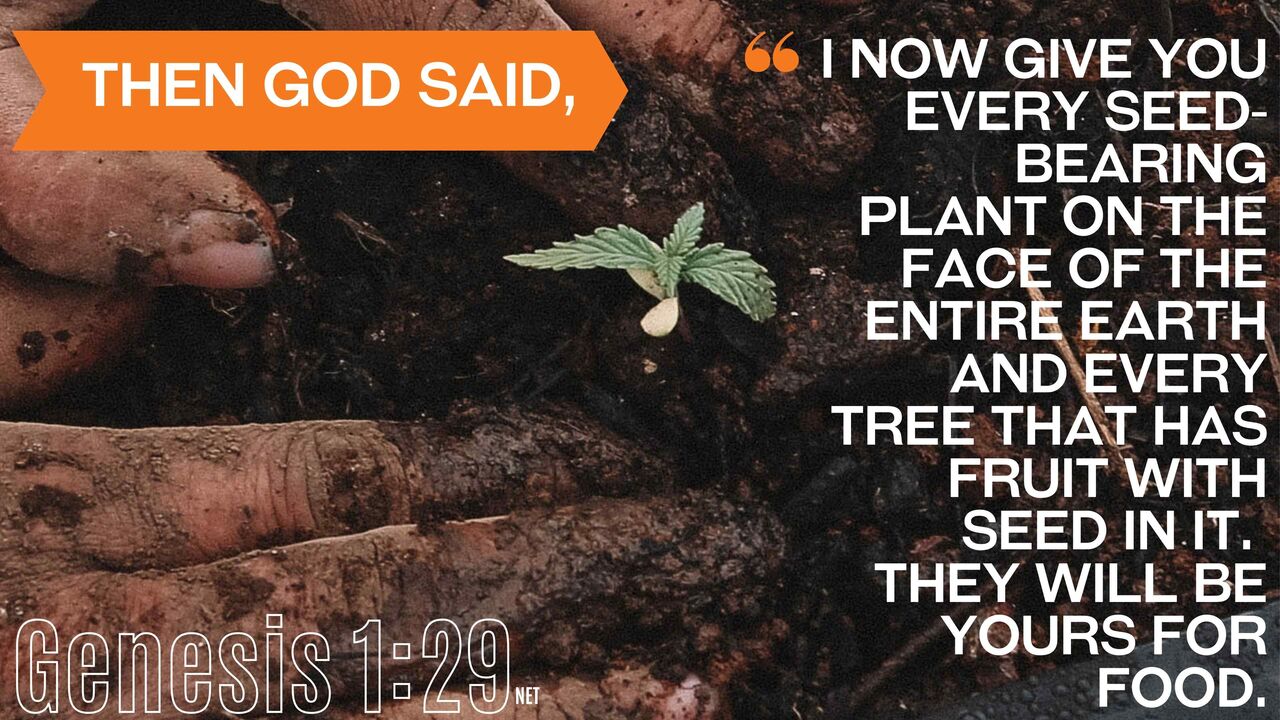 THEN GOD SAID,
“ I NOW GIVE YOU
EVERY SEED-
BEARING
PLANT ON THE
FACE OF THE
ENTIRE EARTH
AND EVERY
TREE THAT HAS
FRUIT WITH
SEED IN IT.
THEY WILL BE
YOURS FOR
FOOD.
Genesis 1:29 NET